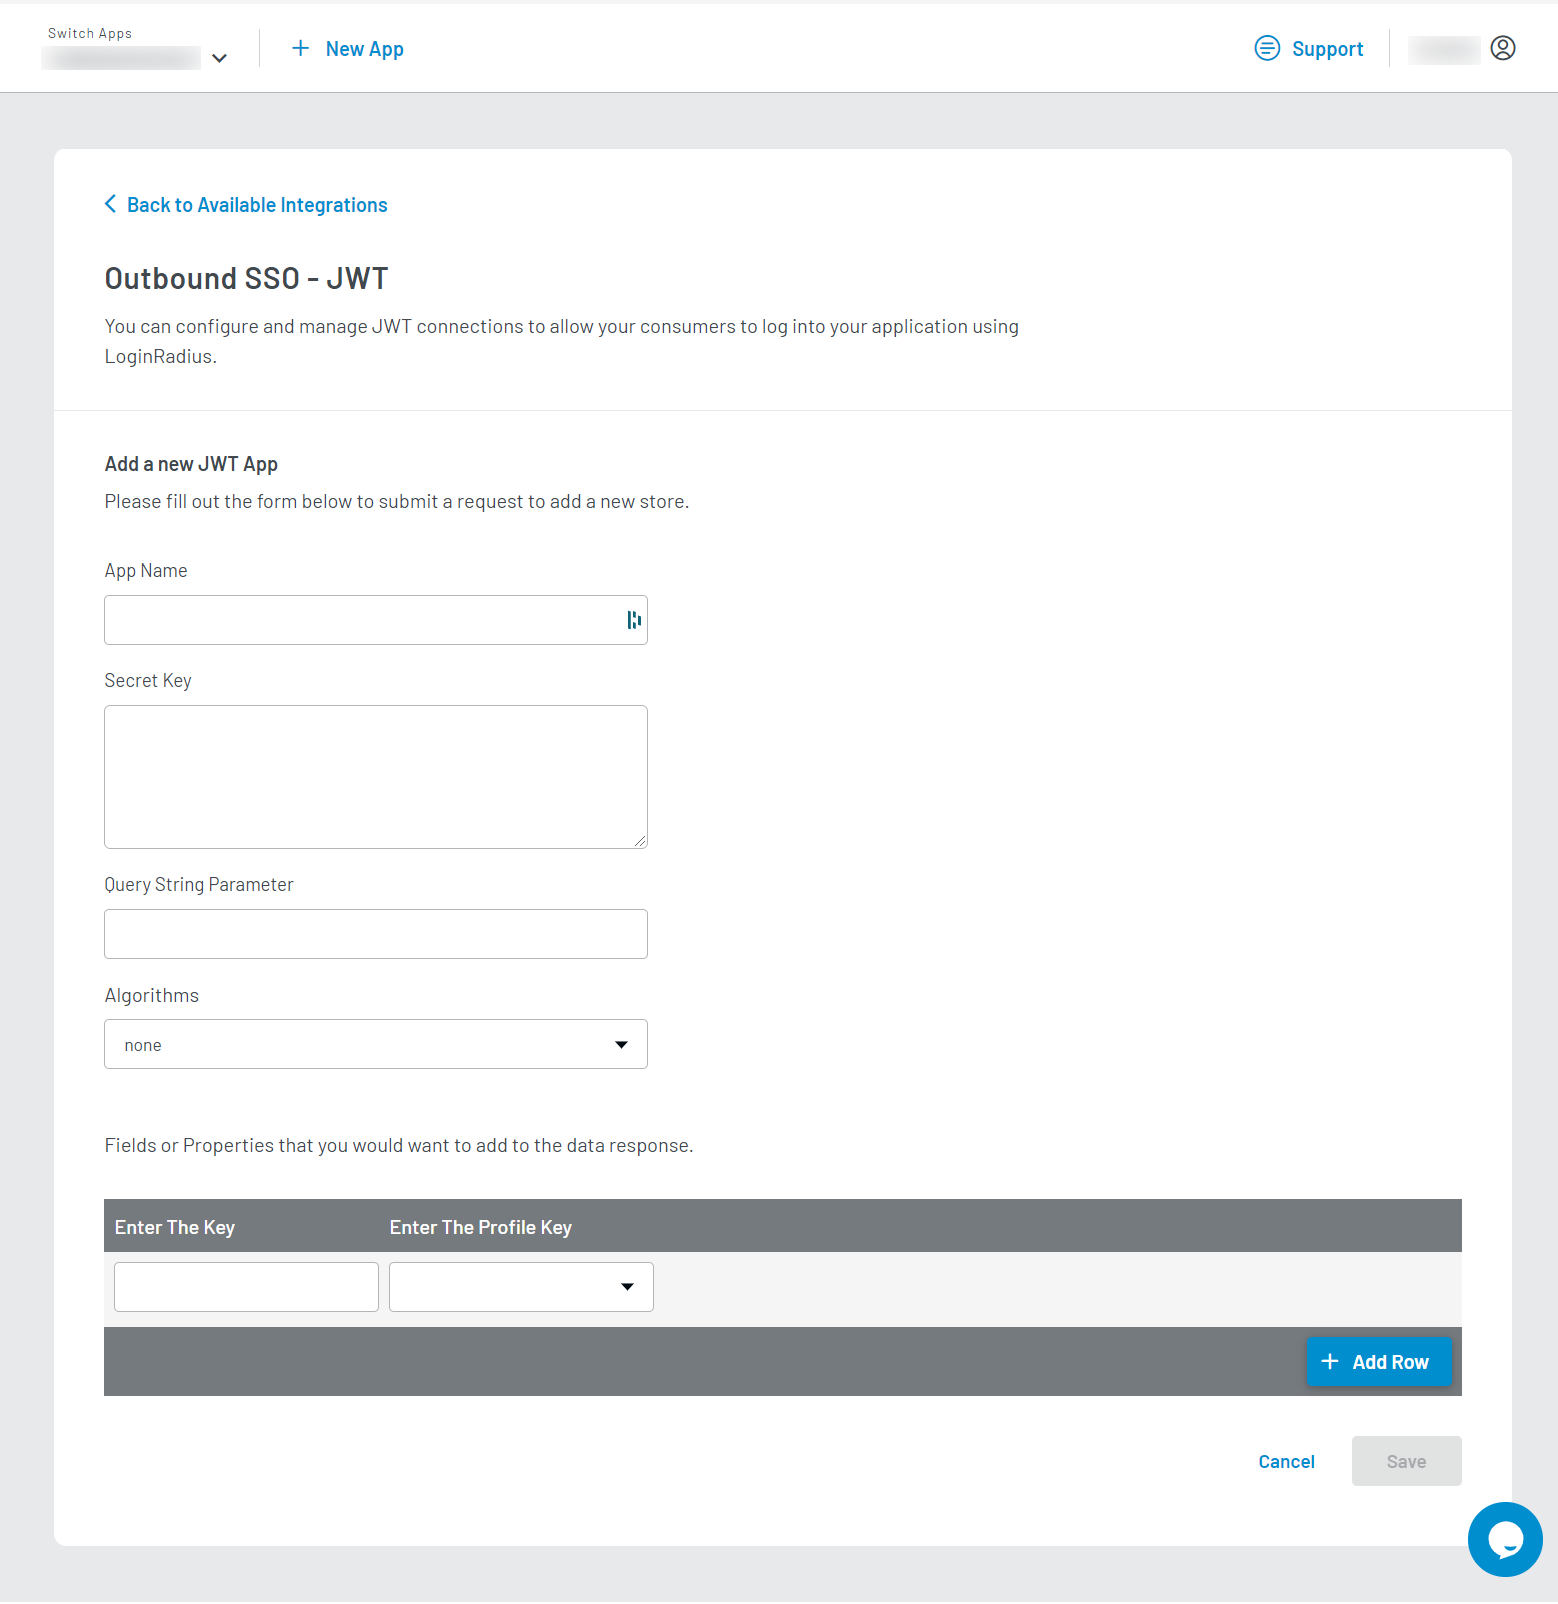 Switch Apps
New App
Support
Back to Available Integrations
Outbound SSO - JWT
You can configure and manage JWT connections to allow your consumers to log into your application using
LoginRadius.
Add a new JWT App
Please fill out the form below to submit a request to add a new store.
App Name
Secret Key
Query String Parameter
Algorithms
none
Fields or Properties that you would want to add to the data response.
Enter The Key
Enter The Profile Key
Add Row
Cancel
Save